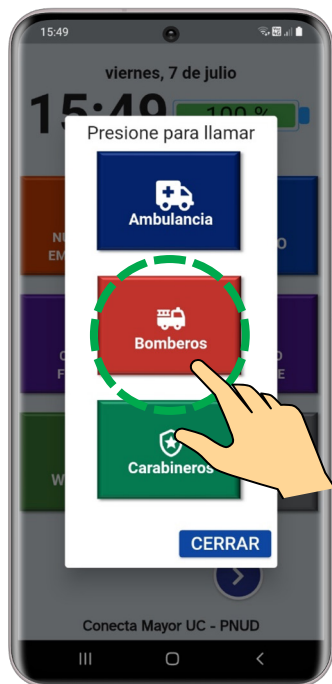 15:49
viernes, 7 de julio
15:49
100 %
Presione para llamar
Ambulancia
Bomberos
Carabineros
CERRAR
Conecta Mayor UC - PNUD